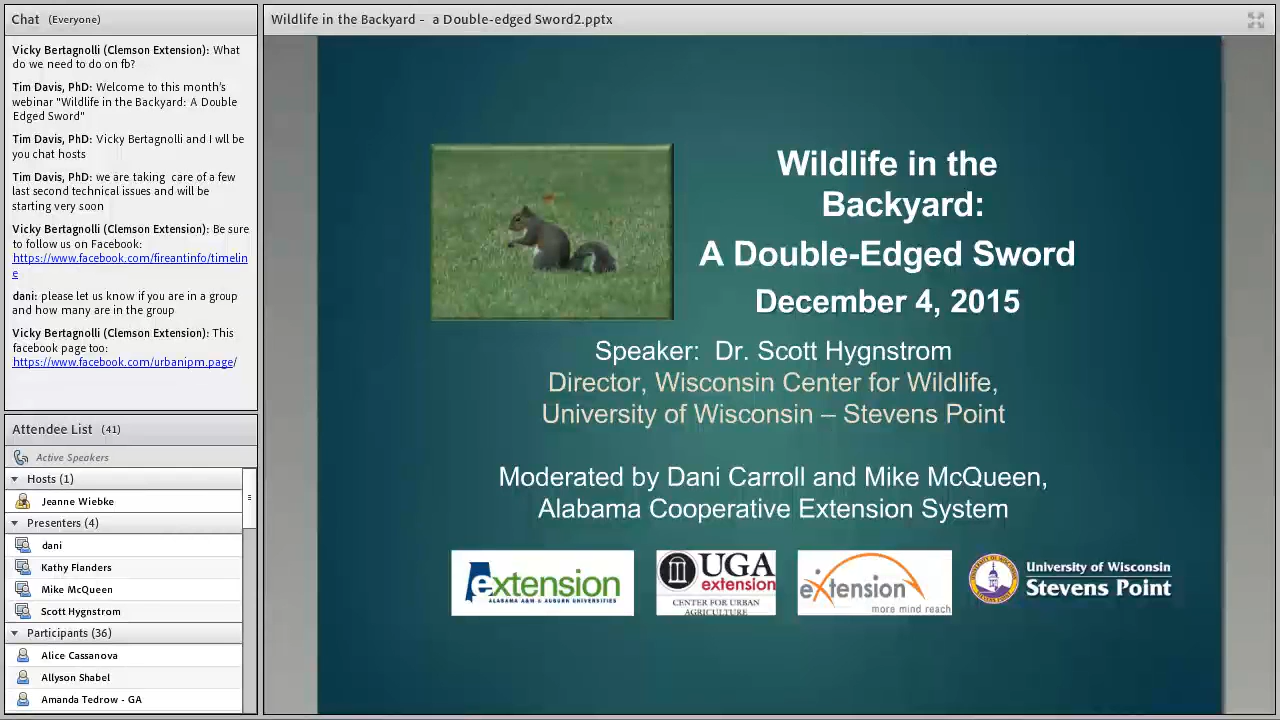 Chat (Everyone)
Vicky Bertagnolli (Clemson Extension): What
do we need to do on fb?
Tim Davis, PhD: Welcome to this month's
webinar "Wildlife in the Backyard: A Double
Edged Sword"
Tim Davis, PhD: Vicky Bertagnolli and I wll be
you chat hosts
Tim Davis, PhD: we are taking care of a few
last second technical issues and will be
starting very soon
Vicky Bertagnolli (Clemson Extension): Be sure
to follow us on Facebook:
https://www.facebook.com/fireantinfo/timelin
e
dani: please let us know if you are in a group
and how many are in the group
Vicky Bertagnolli (Clemson Extension): This
facebook page too:
https://www.facebook.com/urbanipm.page/
Attendee List (41)
Active Speakers
Hosts (1)
Jeanne Wiebke
Presenters (4)
dani
Kathy Flanders
Mike McQueen
Scott Hygnstrom
Participants (36)
Alice Cassanova
Allyson Shabel
Amanda Tedrow - GA
Wildlife in the Backyard - a Double-edged Sword2.pptx
Wildlife in the
Backyard:
A Double-Edged Sword
December 4, 2015
Speaker: Dr. Scott Hygnstrom
Director, Wisconsin Center for Wildlife,
University of Wisconsin – Stevens Point
Moderated by Dani Carroll and Mike McQueen,
Alabama Cooperative Extension System
extension
ALABAMA A&M & AUBURN UNIVERSITIES
UGA
extension
CENTER FOR URBAN
AGRICULTURE
eXtension
more mind reach
University of Wisconsin
Stevens Point